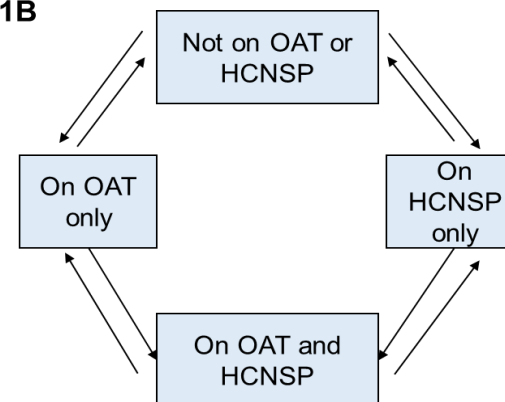 1B
Not on OAT or
HCNSP
On OAT
only
On
HCNSP
only
On OAT and
HCNSP